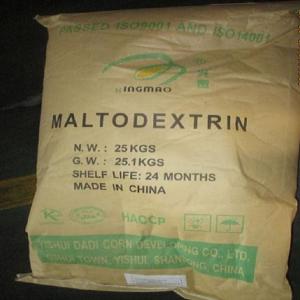 PASSED ISO9001 AND ISO14001
XINGMAO
MALTODEXTRIN
N.W.: 25KGS
G.W.: 25.1KGS
SHELF LIFE: 24 MONTHS
MADE IN CHINA
HACCP
YISHUI DADI CORN DEVELOPING CO., LTD.
TOWN, YISHUI, SHANDONG, CHINA